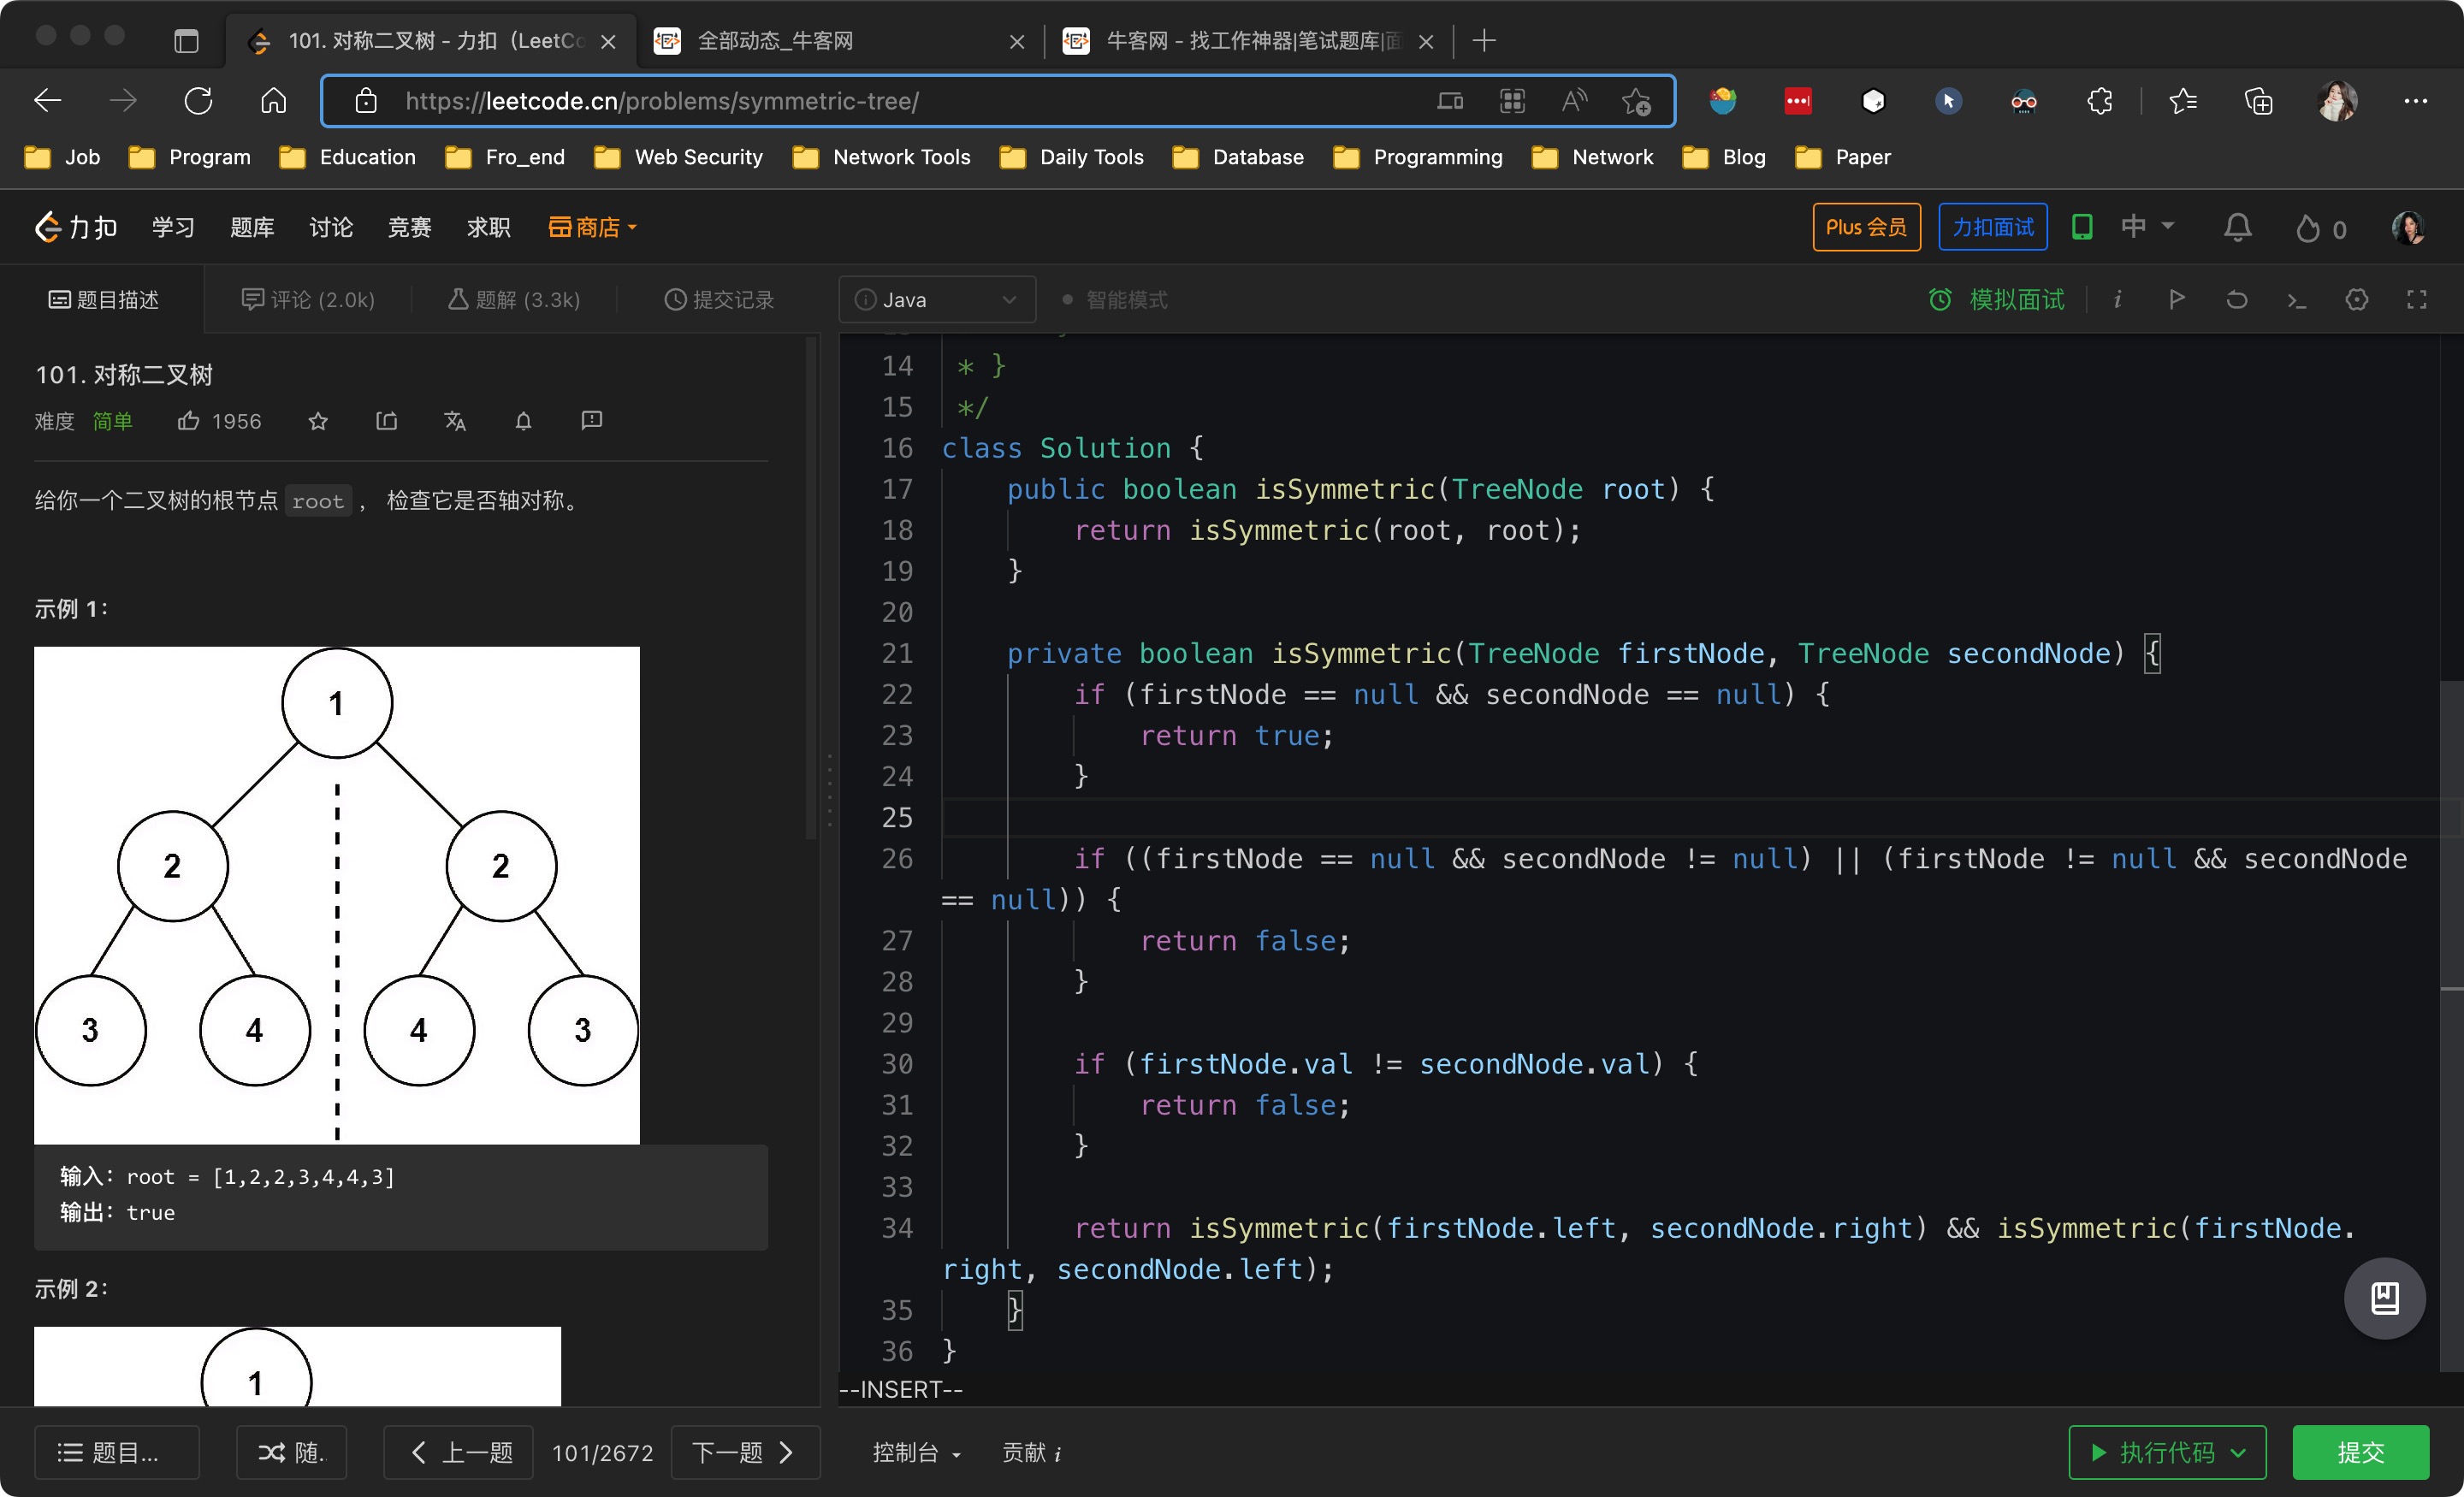 101. 对称二叉树 - 力扣（LeetCo
全部动态_牛客网
牛客网 - 找工作神器|笔试题库|面
https://leetcode.cn/problems/symmetric-tree/
Job
Program
Education
Fro_end
Web Security
Network Tools
Daily Tools
Database
Programming
Network
Blog
Paper
力扣
学习
题库
讨论
竞赛
求职
商店
Plus 会员
力扣面试
中
0
题目描述
评论 (2.0k)
题解 (3.3k)
提交记录
Java
智能模式
模拟面试
101. 对称二叉树
难度 简单 1956
给你一个二叉树的根节点 root ， 检查它是否轴对称。
示例 1：
1
2 2
3 4 4 3
输入：root = [1,2,2,3,4,4,3]
输出：true
示例 2：
1
14 * }
15 */
16 class Solution {
17 public boolean isSymmetric(TreeNode root) {
18 return isSymmetric(root, root);
19 }
20
21 private boolean isSymmetric(TreeNode firstNode, TreeNode secondNode) {
22 if (firstNode == null && secondNode == null) {
23 return true;
24 }
25
26 if ((firstNode == null && secondNode != null) || (firstNode != null && secondNode
== null)) {
27 return false;
28 }
29
30 if (firstNode.val != secondNode.val) {
31 return false;
32 }
33
34 return isSymmetric(firstNode.left, secondNode.right) && isSymmetric(firstNode.
right, secondNode.left);
35 }
36 }
--INSERT--
题目...
随.
上一题
101/2672
下一题
控制台
贡献 i
执行代码
提交